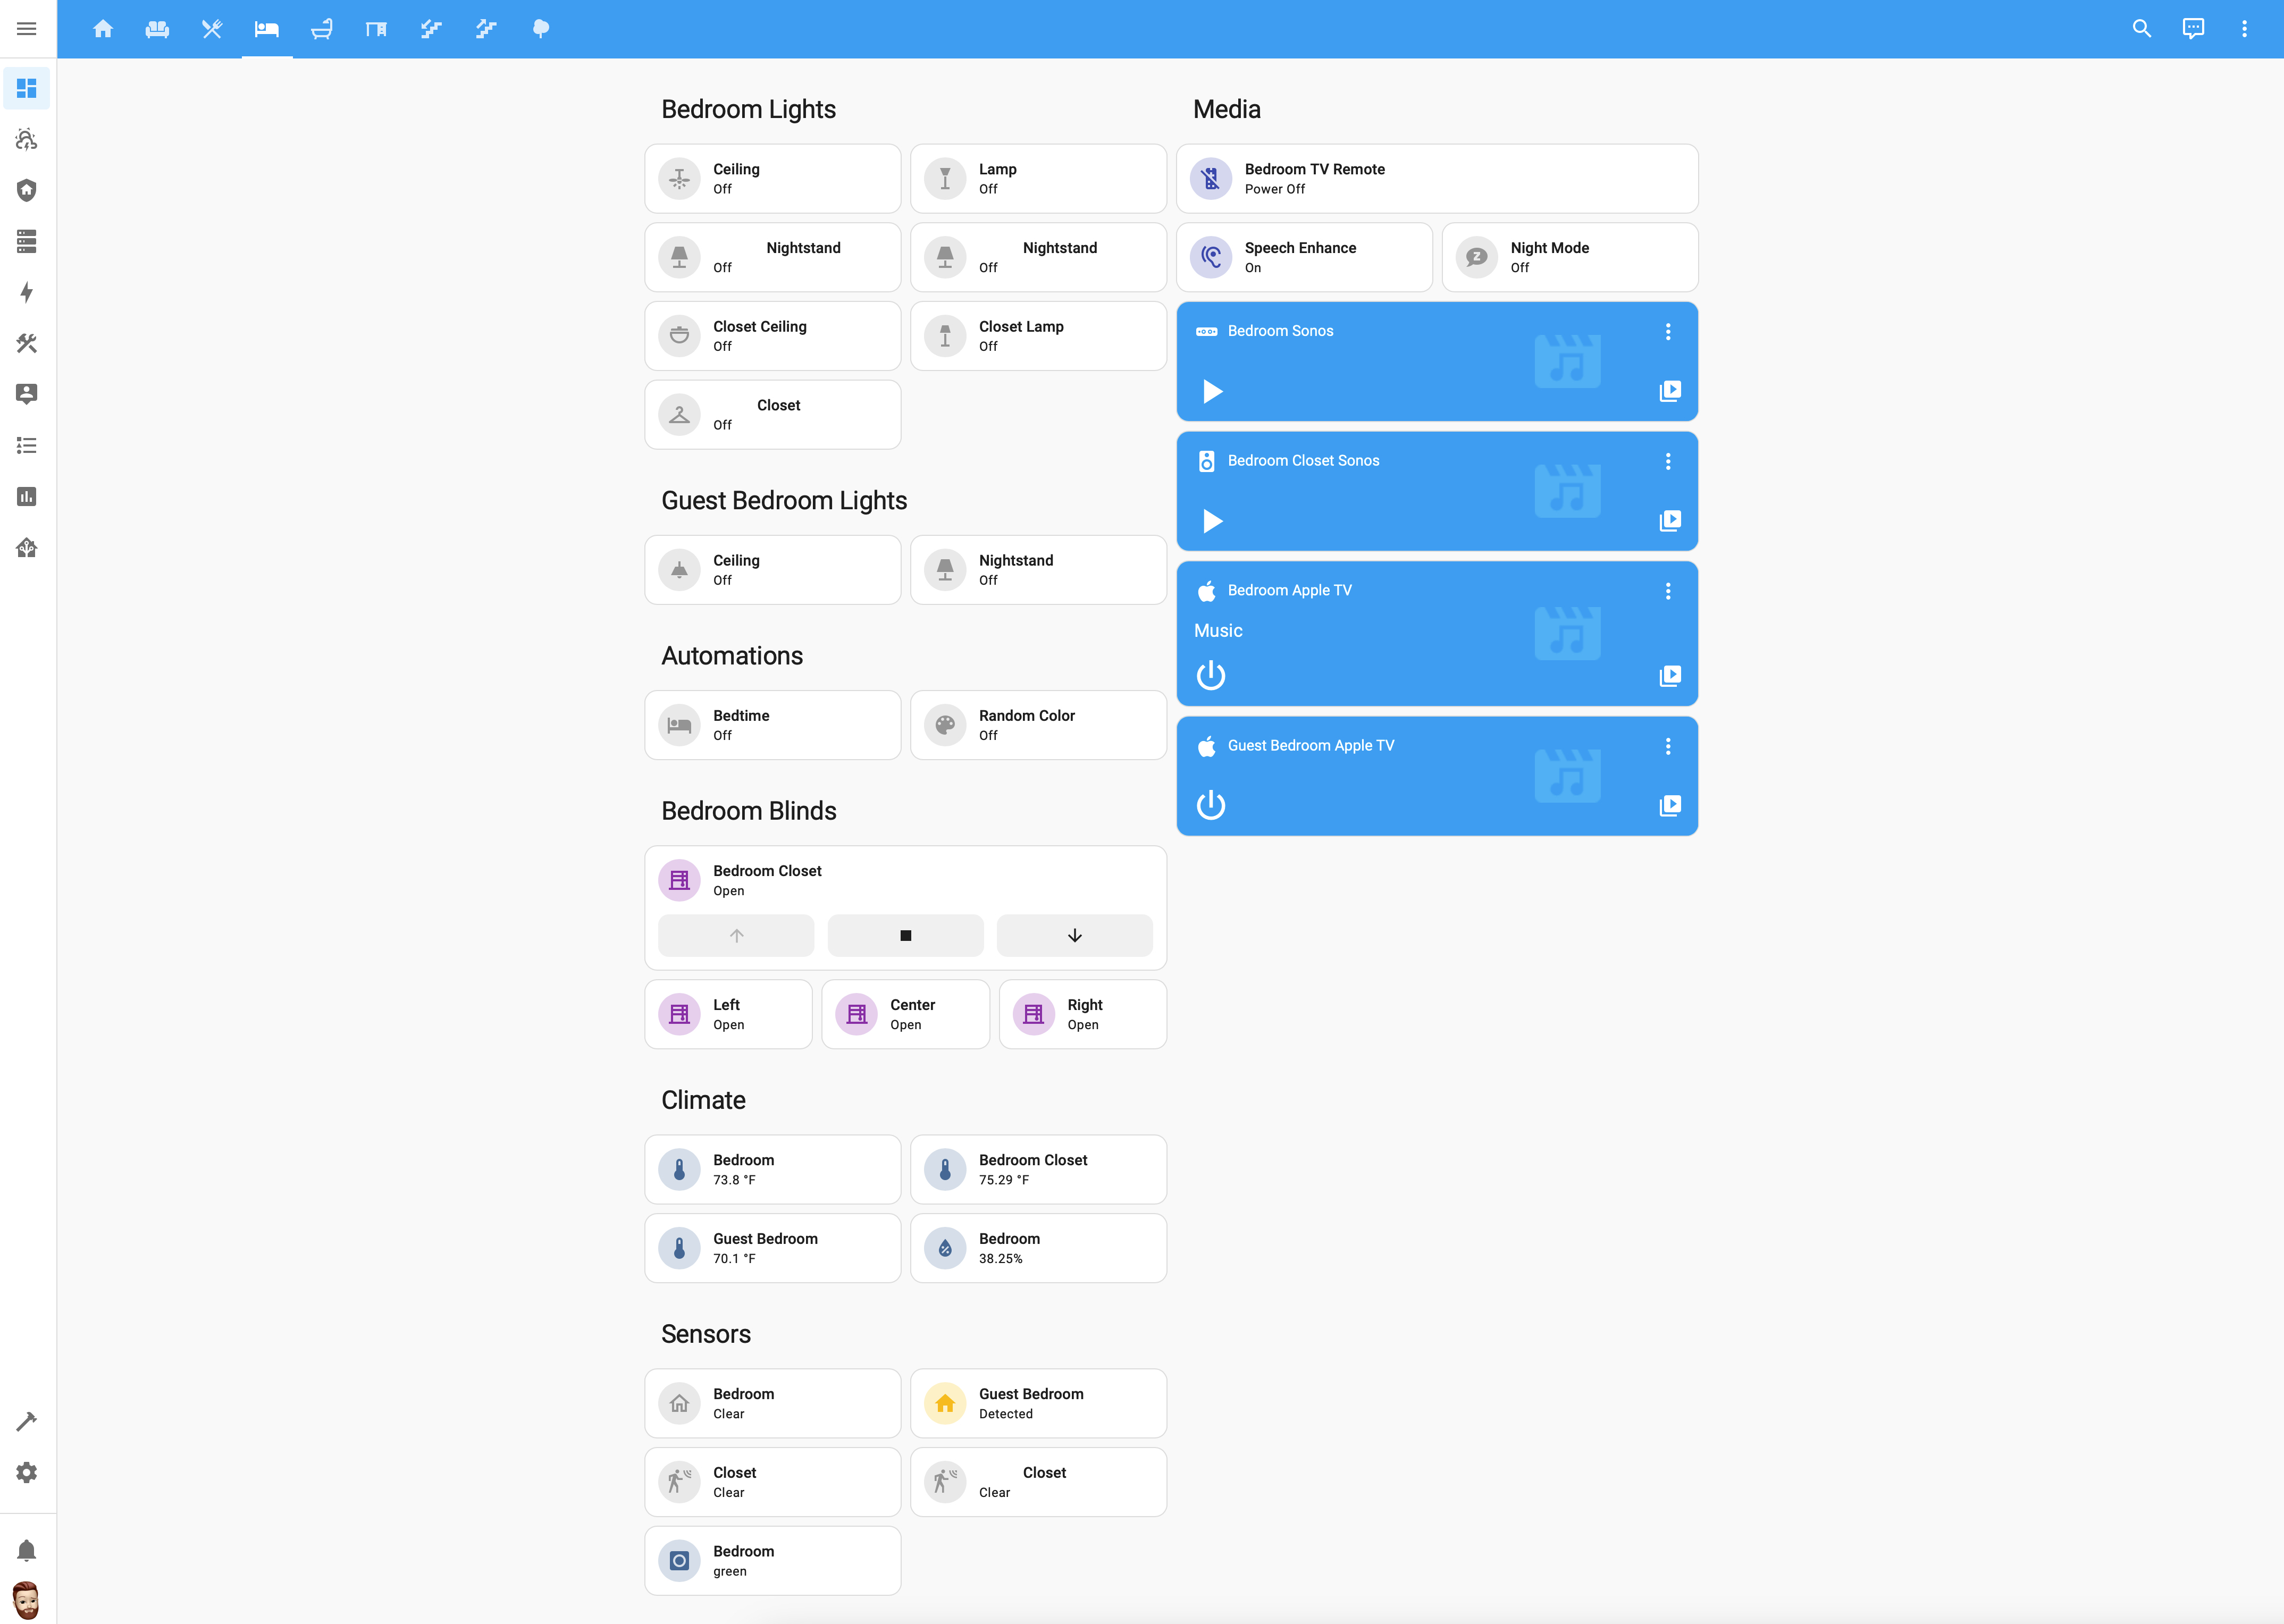 Bedroom Lights
Ceiling
Off
Lamp
Off
Nightstand
Off
Nightstand
Off
Closet Ceiling
Off
Closet Lamp
Off
Closet
Off
Guest Bedroom Lights
Ceiling
Off
Nightstand
Off
Automations
Bedtime
Off
Random Color
Off
Bedroom Blinds
Bedroom Closet
Open
Left
Open
Center
Open
Right
Open
Climate
Bedroom
73.8 °F
Bedroom Closet
75.29 °F
Guest Bedroom
70.1 °F
Bedroom
38.25%
Sensors
Bedroom
Clear
Guest Bedroom
Detected
Closet
Clear
Closet
Clear
Bedroom
green
Media
Bedroom TV Remote
Power Off
Speech Enhance
On
Night Mode
Off
Bedroom Sonos
Bedroom Closet Sonos
Bedroom Apple TV
Music
Guest Bedroom Apple TV